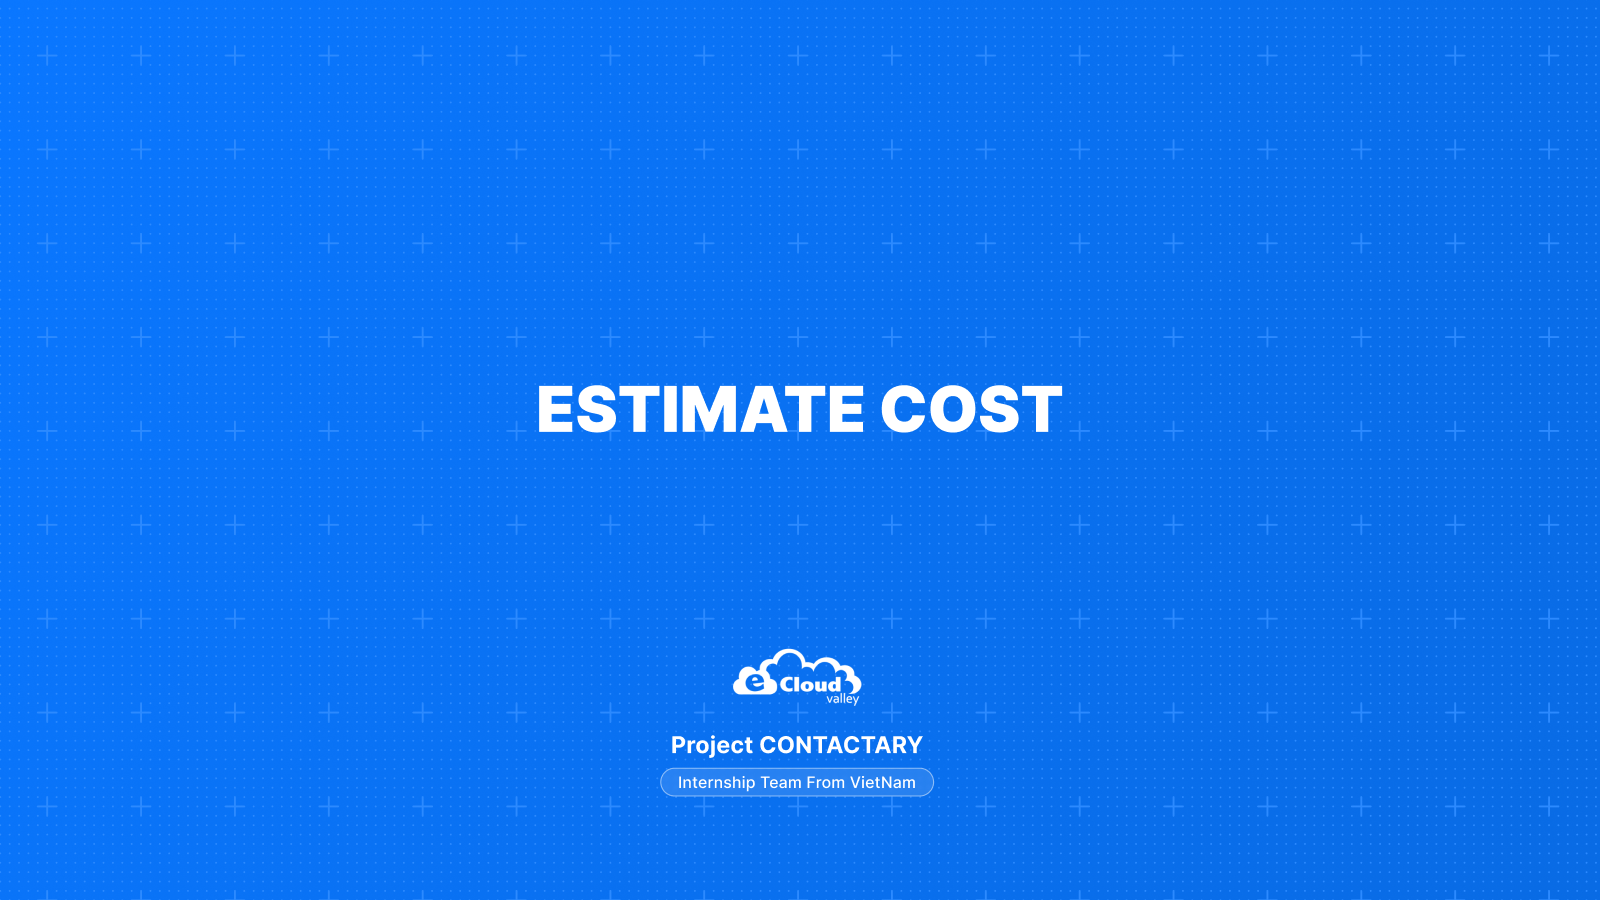 ESTIMATE COST
e Cloud
valley
Project CONTACTARY
Internship Team From VietNam